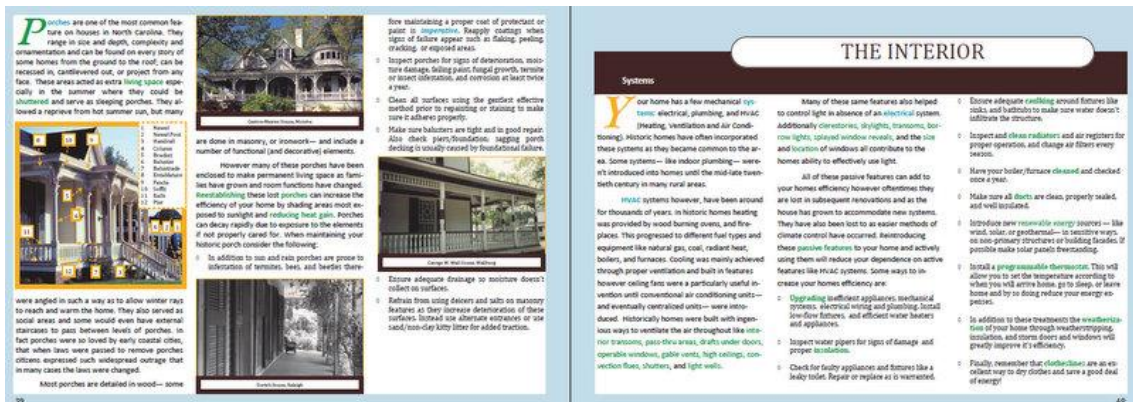 Porches are one of the most common fea-
ture on houses in North Carolina. They
range in size and depth, complexity and
ornamentation and can be found on every story of
some homes from the ground to the roof; can be
recessed in, cantilevered out, or project from any
face. These areas acted as extra living space espe-
cially in the summer where they could be
shuttered and serve as sleeping porches. They al-
lowed a reprieve from hot summer sun, but many
1 Newel
2 Newel Post
3 Handrail
4 Column
5 Bracket
6 Baluster
7 Balustrade
8 Entablature
9 Fascia
10 Soffit
11 Rails
12 Pier
were angled in such a way as to allow winter rays
to reach and warm the home. They also served as
social areas and some would even have external
staircases to pass between levels of porches. In
fact porches were so loved by early coastal cities,
that when laws were passed to remove porches
citizens expressed such widespread outrage that
in many cases the laws were changed.
Most porches are detailed in wood— some
are done in masonry, or ironwork— and include a
number of functional (and decorative) elements.
However many of these porches have been
enclosed to make permanent living space as fami-
lies have grown and room functions have changed.
Reestablishing these lost porches can increase the
efficiency of your home by shading areas most ex-
posed to sunlight and reducing heat gain. Porches
can decay rapidly due to exposure to the elements
if not properly cared for. When maintaining your
historic porch consider the following:
◊ In addition to sun and rain porches are prone to
infestation of termites, bees, and beetles there-
fore maintaining a proper coat of protectant or
paint is imperative. Reapply coatings when
signs of failure appear such as flaking, peeling,
cracking, or exposed areas.
◊ Inspect porches for signs of deterioration, mois-
ture damage, failing paint, fungal growth, termite
or insect infestation, and corrosion at least twice
a year.
◊ Clean all surfaces using the gentlest effective
method prior to repainting or staining to make
sure it adheres properly.
◊ Make sure balusters are tight and in good repair.
Also check piers/foundation; sagging porch
decking is usually caused by foundational failure.
◊ Ensure adequate drainage so moisture doesn't
collect on surfaces.
◊ Refrain from using deicers and salts on masonry
features as they increase deterioration of these
surfaces. Instead use alternate entrances or use
sand/non-clay kitty litter for added traction.
39
THE INTERIOR
Systems
Your home has a few mechanical sys-
tems: electrical, plumbing, and HVAC
(Heating, Ventilation and Air Condi-
tioning). Historic homes have often incorporated
these systems as they became common to the ar-
ea. Some systems— like indoor plumbing— were-
n't introduced into homes until the mid-late twen-
tieth century in many rural areas.
HVAC systems however, have been around
for thousands of years. In historic homes heating
was provided by wood burning ovens, and fire-
places. This progressed to different fuel types and
equipment like natural gas, coal, radiant heat,
boilers, and furnaces. Cooling was mainly achieved
through proper ventilation and built in features
however ceiling fans were a particularly useful in-
vention until conventional air conditioning units—
and eventually centralized units— were intro-
duced. Historically homes were built with ingen-
ious ways to ventilate the air throughout like inte-
rior transoms, pass-thru areas, drafts under doors,
operable windows, gable vents, high ceilings, con-
vection flues, shutters, and light wells.
Many of these same features also helped
to control light in absence of an electrical system.
Additionally clerestories, skylights, transoms, bor-
row lights, splayed window reveals, and the size
and location of windows all contribute to the
homes ability to effectively use light.
All of these passive features can add to
your homes efficiency however oftentimes they
are lost in subsequent renovations and as the
house has grown to accommodate new systems.
They have also been lost to as easier methods of
climate control have occurred. Reintroducing
these passive features to your home and actively
using them will reduce your dependence on active
features like HVAC systems. Some ways to in-
crease your homes efficiency are:
◊ Upgrading inefficient appliances, mechanical
systems, electrical wiring and plumbing. Install
low-flow fixtures, and efficient water heaters
and appliances.
◊ Inspect water pipers for signs of damage and
proper insulation.
◊ Check for faulty appliances and fixtures like a
leaky toilet. Repair or replace as is warranted.
◊ Ensure adequate caulking around fixtures like
sinks, and bathtubs to make sure water doesn't
infiltrate the structure.
◊ Inspect and clean radiators and air registers for
proper operation, and change air filters every
season.
◊ Have your boiler/furnace cleaned and checked
once a year.
◊ Make sure all ducts are clean, properly sealed,
and well insulated.
◊ Introduce new renewable energy sources — like
wind, solar, or geothermal— in sensitive ways,
on non-primary structures or building facades. If
possible make solar panels freestanding.
◊ Install a programmable thermostat. This will
allow you to set the temperature according to
when you will arrive home, go to sleep, or leave
home and by so doing reduce your energy ex-
penses.
◊ In addition to these treatments the weatheriza-
tion of your home through weatherstripping,
insulation, and storm doors and windows will
greatly improve it's efficiency.
◊ Finally, remember that clotheslines are an ex-
cellent way to dry clothes and save a good deal
of energy!
40